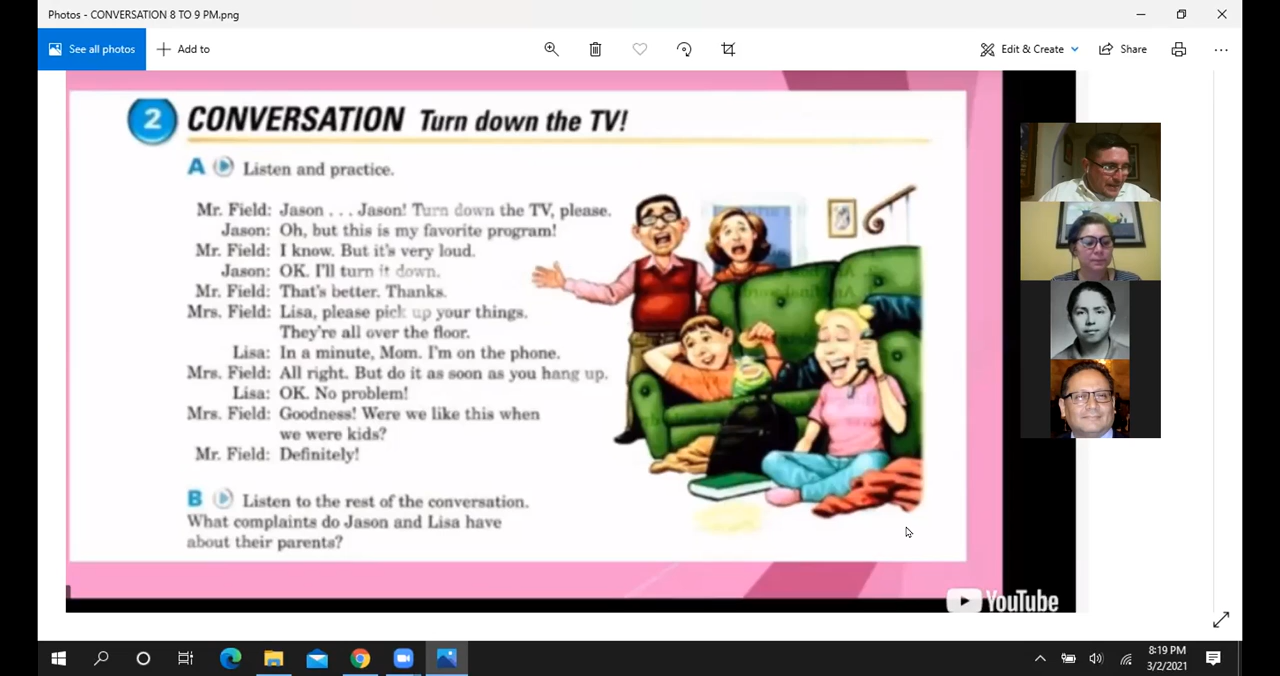 Photos - CONVERSATION 8 TO 9 PM.png
See all photos
Add to
Edit & Create
Share
2 CONVERSATION Turn down the TV!
A Listen and practice.
Mr. Field: Jason . . . Jason! Turn down the TV, please.
Jason: Oh, but this is my favorite program!
Mr. Field: I know. But it's very loud.
Jason: OK. I'll turn it down.
Mr. Field: That's better. Thanks.
Mrs. Field: Lisa, please pick up your things.
They're all over the floor.
Lisa: In a minute, Mom. I'm on the phone.
Mrs. Field: All right. But do it as soon as you hang up.
Lisa: OK. No problem!
Mrs. Field: Goodness! Were we like this when
we were kids?
Mr. Field: Definitely!
B Listen to the rest of the conversation.
What complaints do Jason and Lisa have
about their parents?
YouTube
8:19 PM
3/2/2021